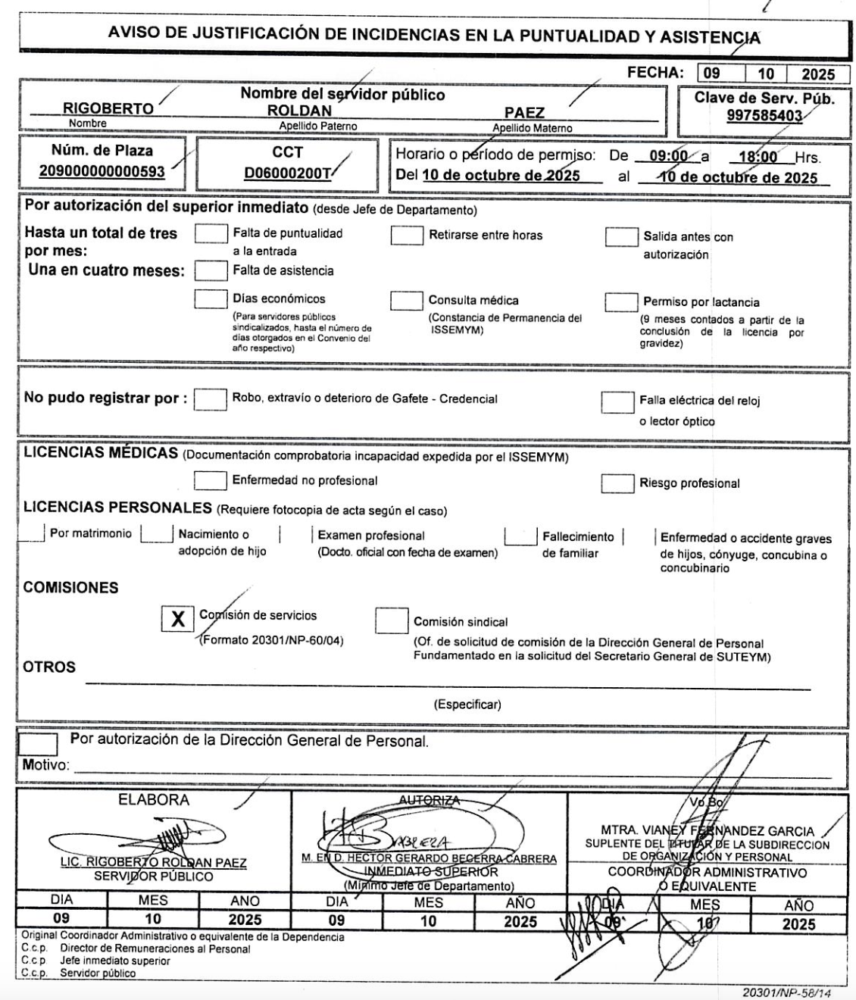 AVISO DE JUSTIFICACIÓN DE INCIDENCIAS EN LA PUNTUALIDAD Y ASISTENCIA
FECHA: 09 10 2025
Nombre del servidor público
RIGOBERTO ROLDAN PAEZ
Nombre Apellido Paterno Apellido Materno
Clave de Serv. Púb.
997585403
Núm. de Plaza
209000000000593
CCT
D06000200T
Horario o período de permiso: De 09:00 a 18:00 Hrs.
Del 10 de octubre de 2025 al 10 de octubre de 2025
Por autorización del superior inmediato (desde Jefe de Departamento)
Hasta un total de tres por mes:
Falta de puntualidad a la entrada
Retirarse entre horas
Salida antes con autorización
Una en cuatro meses:
Falta de asistencia
Días económicos
(Para servidores públicos
sindicalizados, hasta el número de
días otorgados en el Convenio del
año respectivo)
Consulta médica
(Constancia de Permanencia del
ISSEMYM)
Permiso por lactancia
(9 meses contados a partir de la
conclusión de la licencia por
gravidez)
No pudo registrar por :
Robo, extravío o deterioro de Gafete - Credencial
Falla eléctrica del reloj
o lector óptico
LICENCIAS MÉDICAS (Documentación comprobatoria incapacidad expedida por el ISSEMYM)
Enfermedad no profesional
Riesgo profesional
LICENCIAS PERSONALES (Requiere fotocopia de acta según el caso)
Por matrimonio
Nacimiento o
adopción de hijo
Examen profesional
(Docto. oficial con fecha de examen)
Fallecimiento
de familiar
Enfermedad o accidente graves
de hijos, cónyuge, concubina o
concubinario
COMISIONES
X Comisión de servicios
(Formato 20301/NP-60/04)
Comisión sindical
(Of. de solicitud de comisión de la Dirección General de Personal
Fundamentado en la solicitud del Secretario General de SUTEYM)
OTROS
(Especificar)
Por autorización de la Dirección General de Personal.
Motivo:
ELABORA
LIC. RIGOBERTO ROLDAN PAEZ
SERVIDOR PÚBLICO
AUTORIZA
M. EN D. HECTOR GERARDO BECERRA CABRERA
INMEDIATO SUPERIOR
(Mínimo Jefe de Departamento)
Vo Bo
MTRA. VIANEY FERNANDEZ GARCIA
SUPLENTE DEL TITULAR DE LA SUBDIRECCION
DE ORGANIZACIÓN Y PERSONAL
COORDINADOR ADMINISTRATIVO
O EQUIVALENTE
DIA MES ANO DIA MES AÑO DIA MES AÑO
09 10 2025 09 10 2025 09 10 2025
Original Coordinador Administrativo o equivalente de la Dependencia
C.c.p. Director de Remuneraciones al Personal
C.c.p. Jefe inmediato superior
C.c.p. Servidor público
20301/NP-58/14